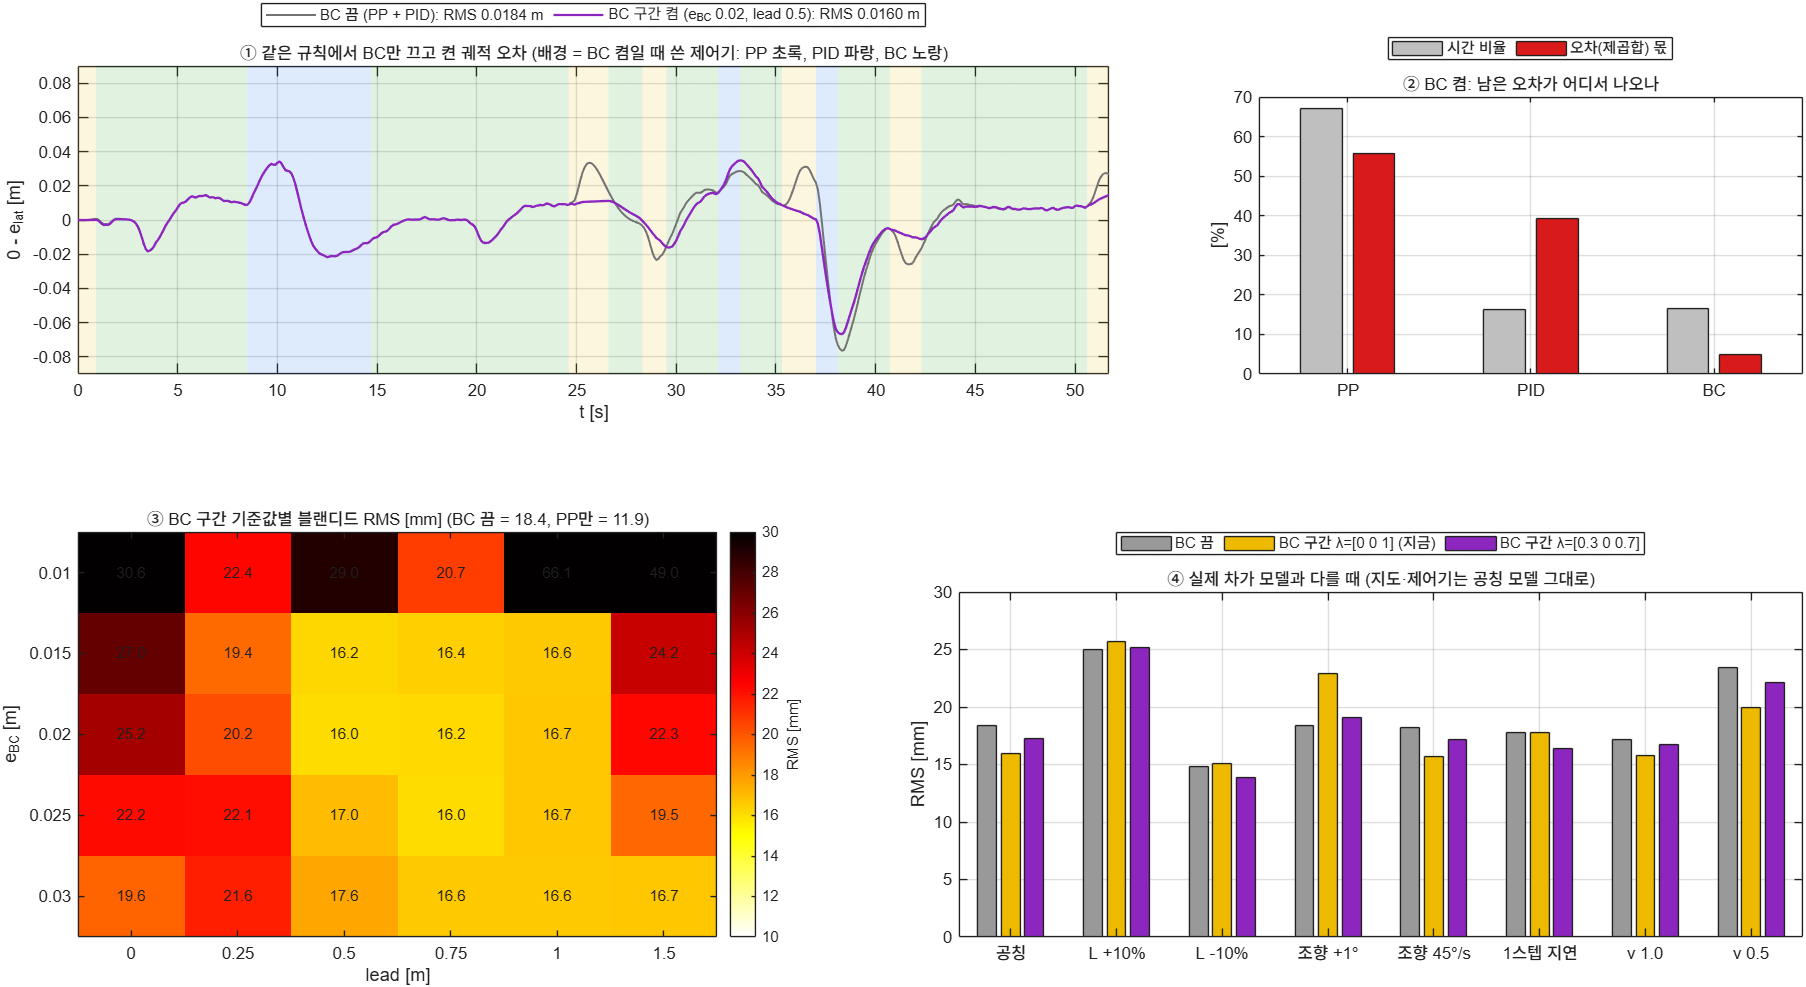 BC 끔 (PP + PID): RMS 0.0184 m
BC 구간 켬 (eBC 0.02, lead 0.5): RMS 0.0160 m
① 같은 규칙에서 BC만 끄고 켠 궤적 오차 (배경 = BC 켬일 때 쓴 제어기: PP 초록, PID 파랑, BC 노랑)
0.08
0.06
0.04
0.02
0
-0.02
-0.04
-0.06
-0.08
0 - elat [m]
0 5 10 15 20 25 30 35 40 45 50
t [s]
시간 비율
오차(제곱합) 몫
② BC 켬: 남은 오차가 어디서 나오나
70
60
50
40
30
20
10
0
[%]
PP PID BC
③ BC 구간 기준값별 블랜디드 RMS [mm] (BC 끔 = 18.4, PP만 = 11.9)
0.01 30.6 22.4 29.0 20.7 66.1 49.0
0.015 19.4 16.2 16.4 16.6 24.2
0.02 25.2 20.2 16.0 16.2 16.7 22.3
0.025 22.2 22.1 17.0 16.0 16.7 19.5
0.03 19.6 21.6 17.6 16.6 16.6 16.7
eBC [m]
0 0.25 0.5 0.75 1 1.5
lead [m]
30
28
26
24
22
20
18
16
14
12
10
RMS [mm]
BC 끔
BC 구간 λ=[0 0 1] (지금)
BC 구간 λ=[0.3 0 0.7]
④ 실제 차가 모델과 다를 때 (지도·제어기는 공칭 모델 그대로)
30
25
20
15
10
5
0
RMS [mm]
공칭 L +10% L -10% 조향 +1° 조향 45°/s 1스텝 지연 v 1.0 v 0.5